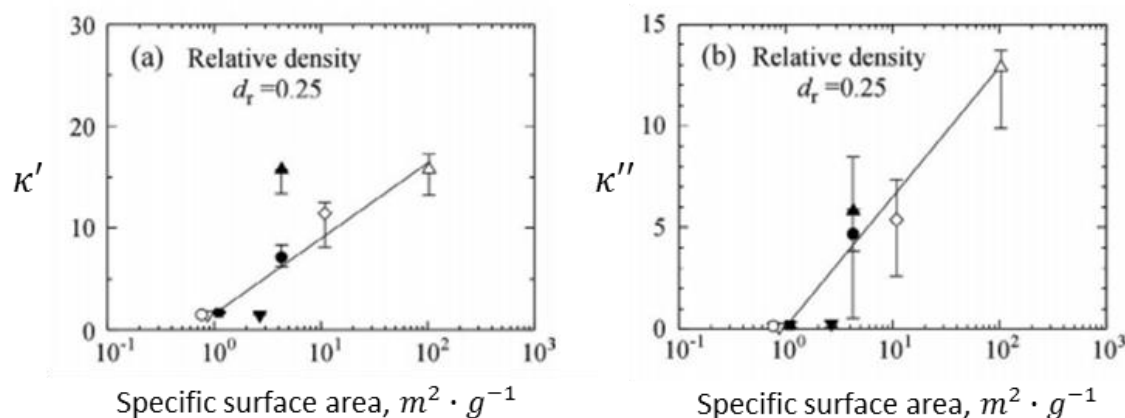 30
(a) Relative density
d_r =0.25
20
κ′
10
0
10^-1 10^0 10^1 10^2 10^3
Specific surface area, m^2 · g^-1
15
(b) Relative density
d_r =0.25
10
κ″
5
0
10^-1 10^0 10^1 10^2 10^3
Specific surface area, m^2 · g^-1